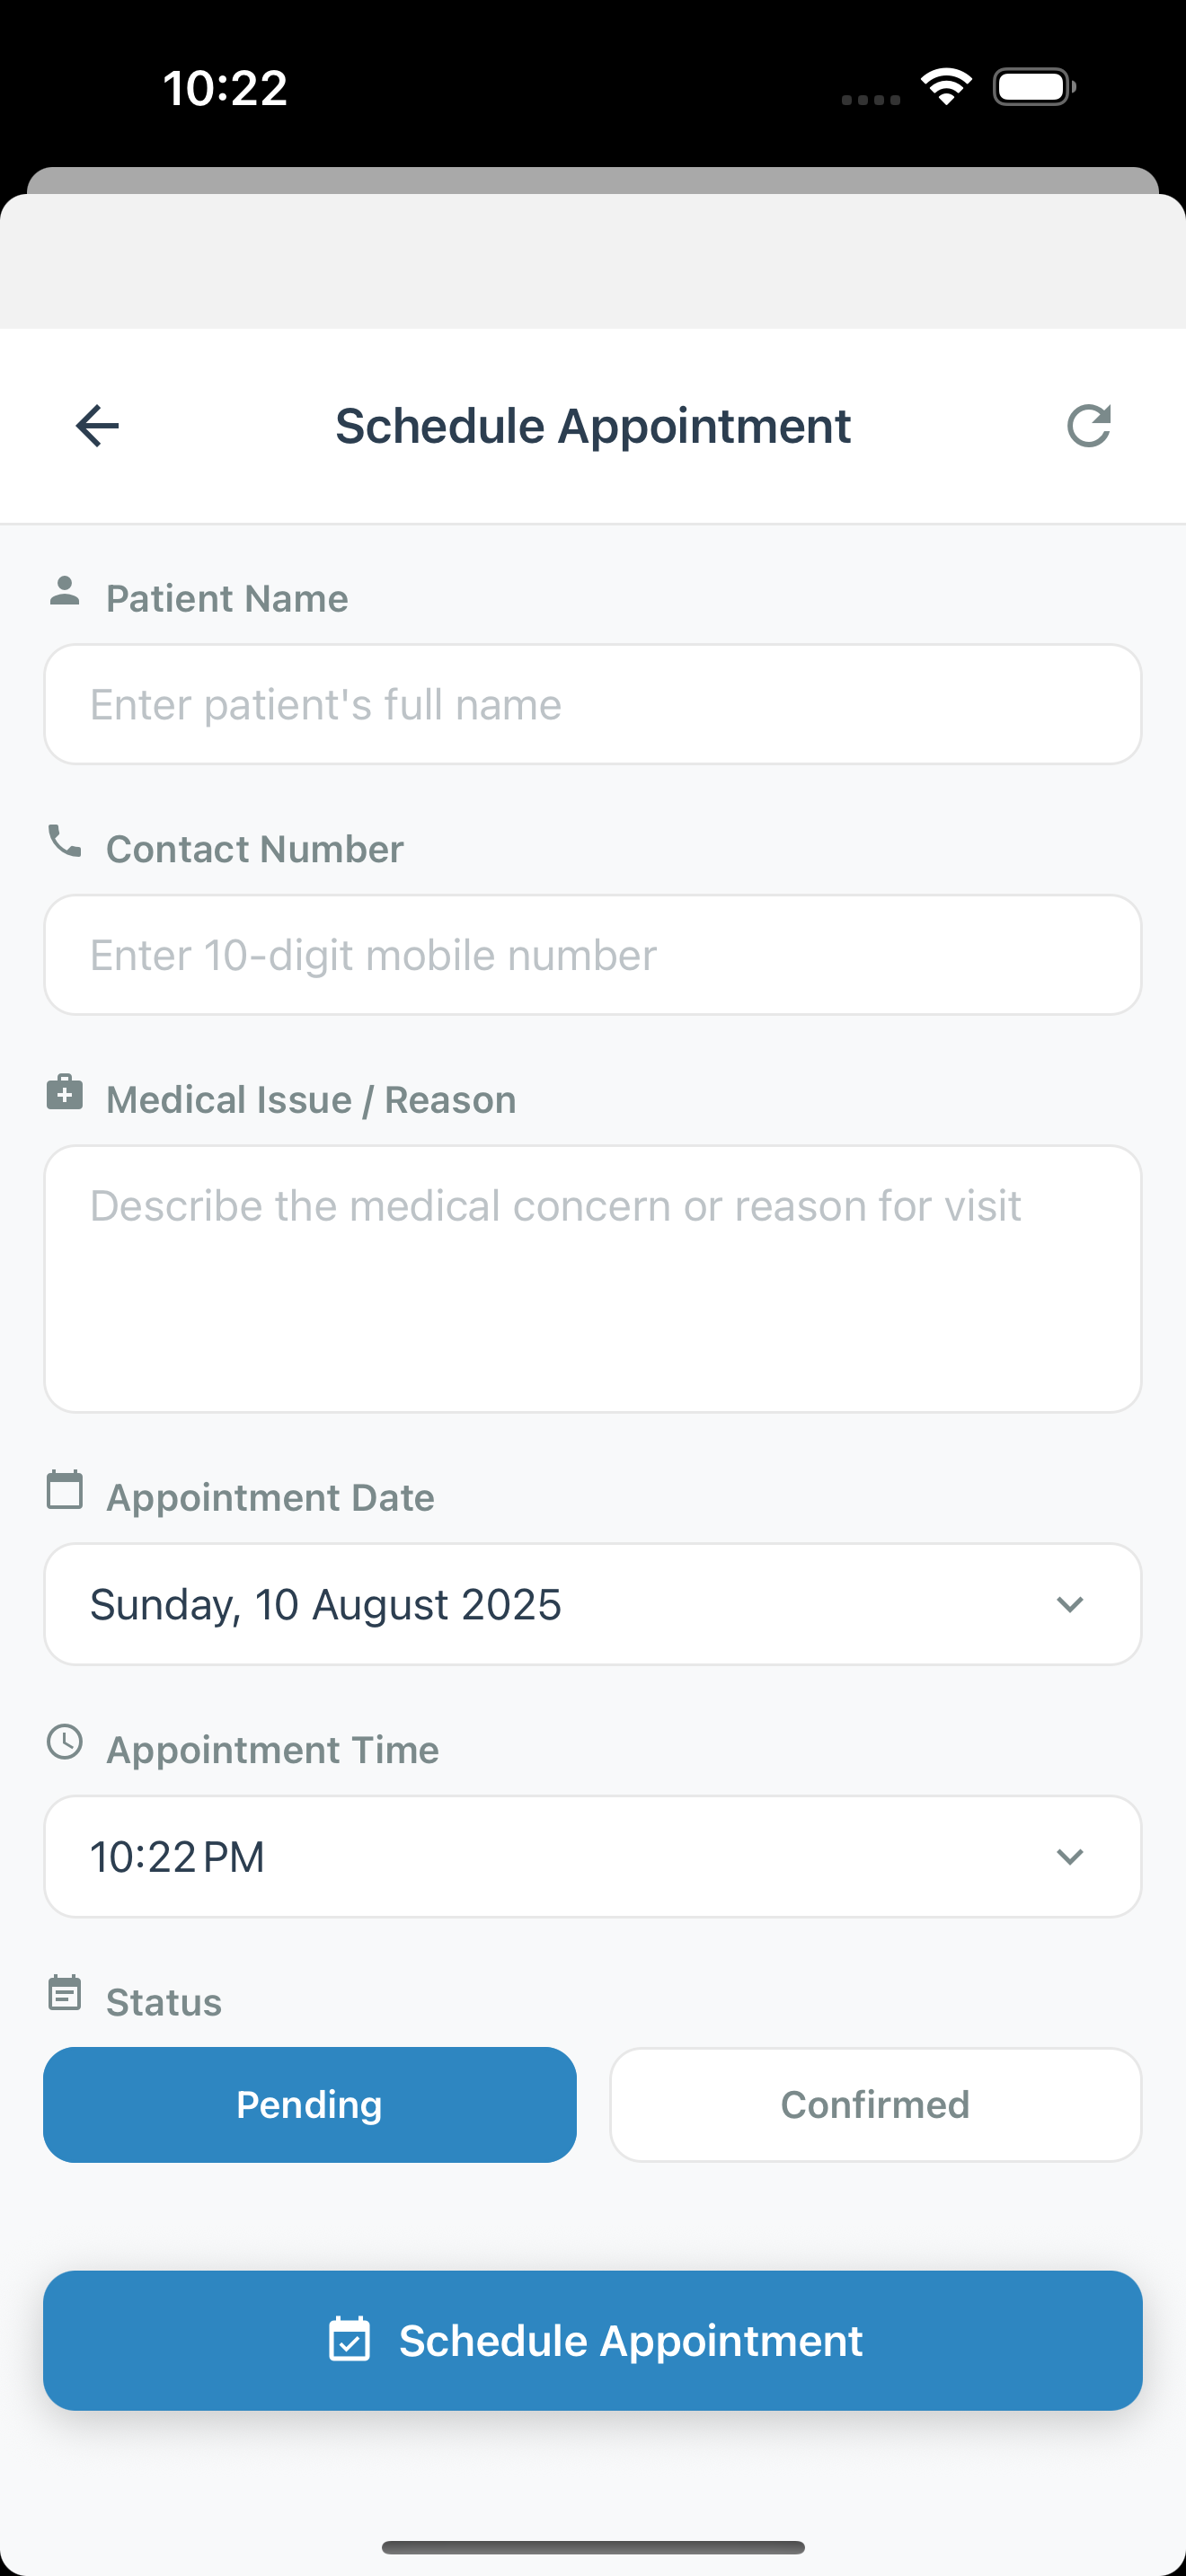 10:22
Schedule Appointment
Patient Name
Enter patient's full name
Contact Number
Enter 10-digit mobile number
Medical Issue / Reason
Describe the medical concern or reason for visit
Appointment Date
Sunday, 10 August 2025
Appointment Time
10:22 PM
Status
Pending
Confirmed
Schedule Appointment